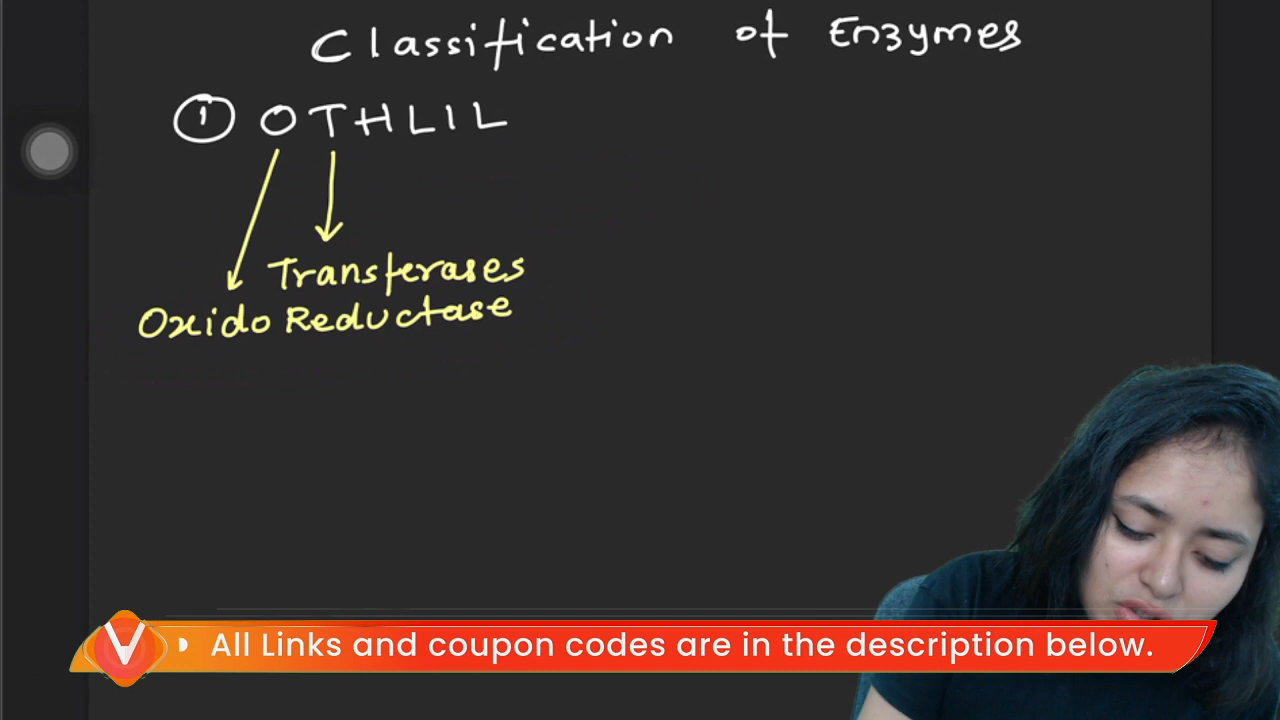 Classification of Enzymes
① OTHLIL
Transferases
Oxido Reductase
V
All Links and coupon codes are in the description below.